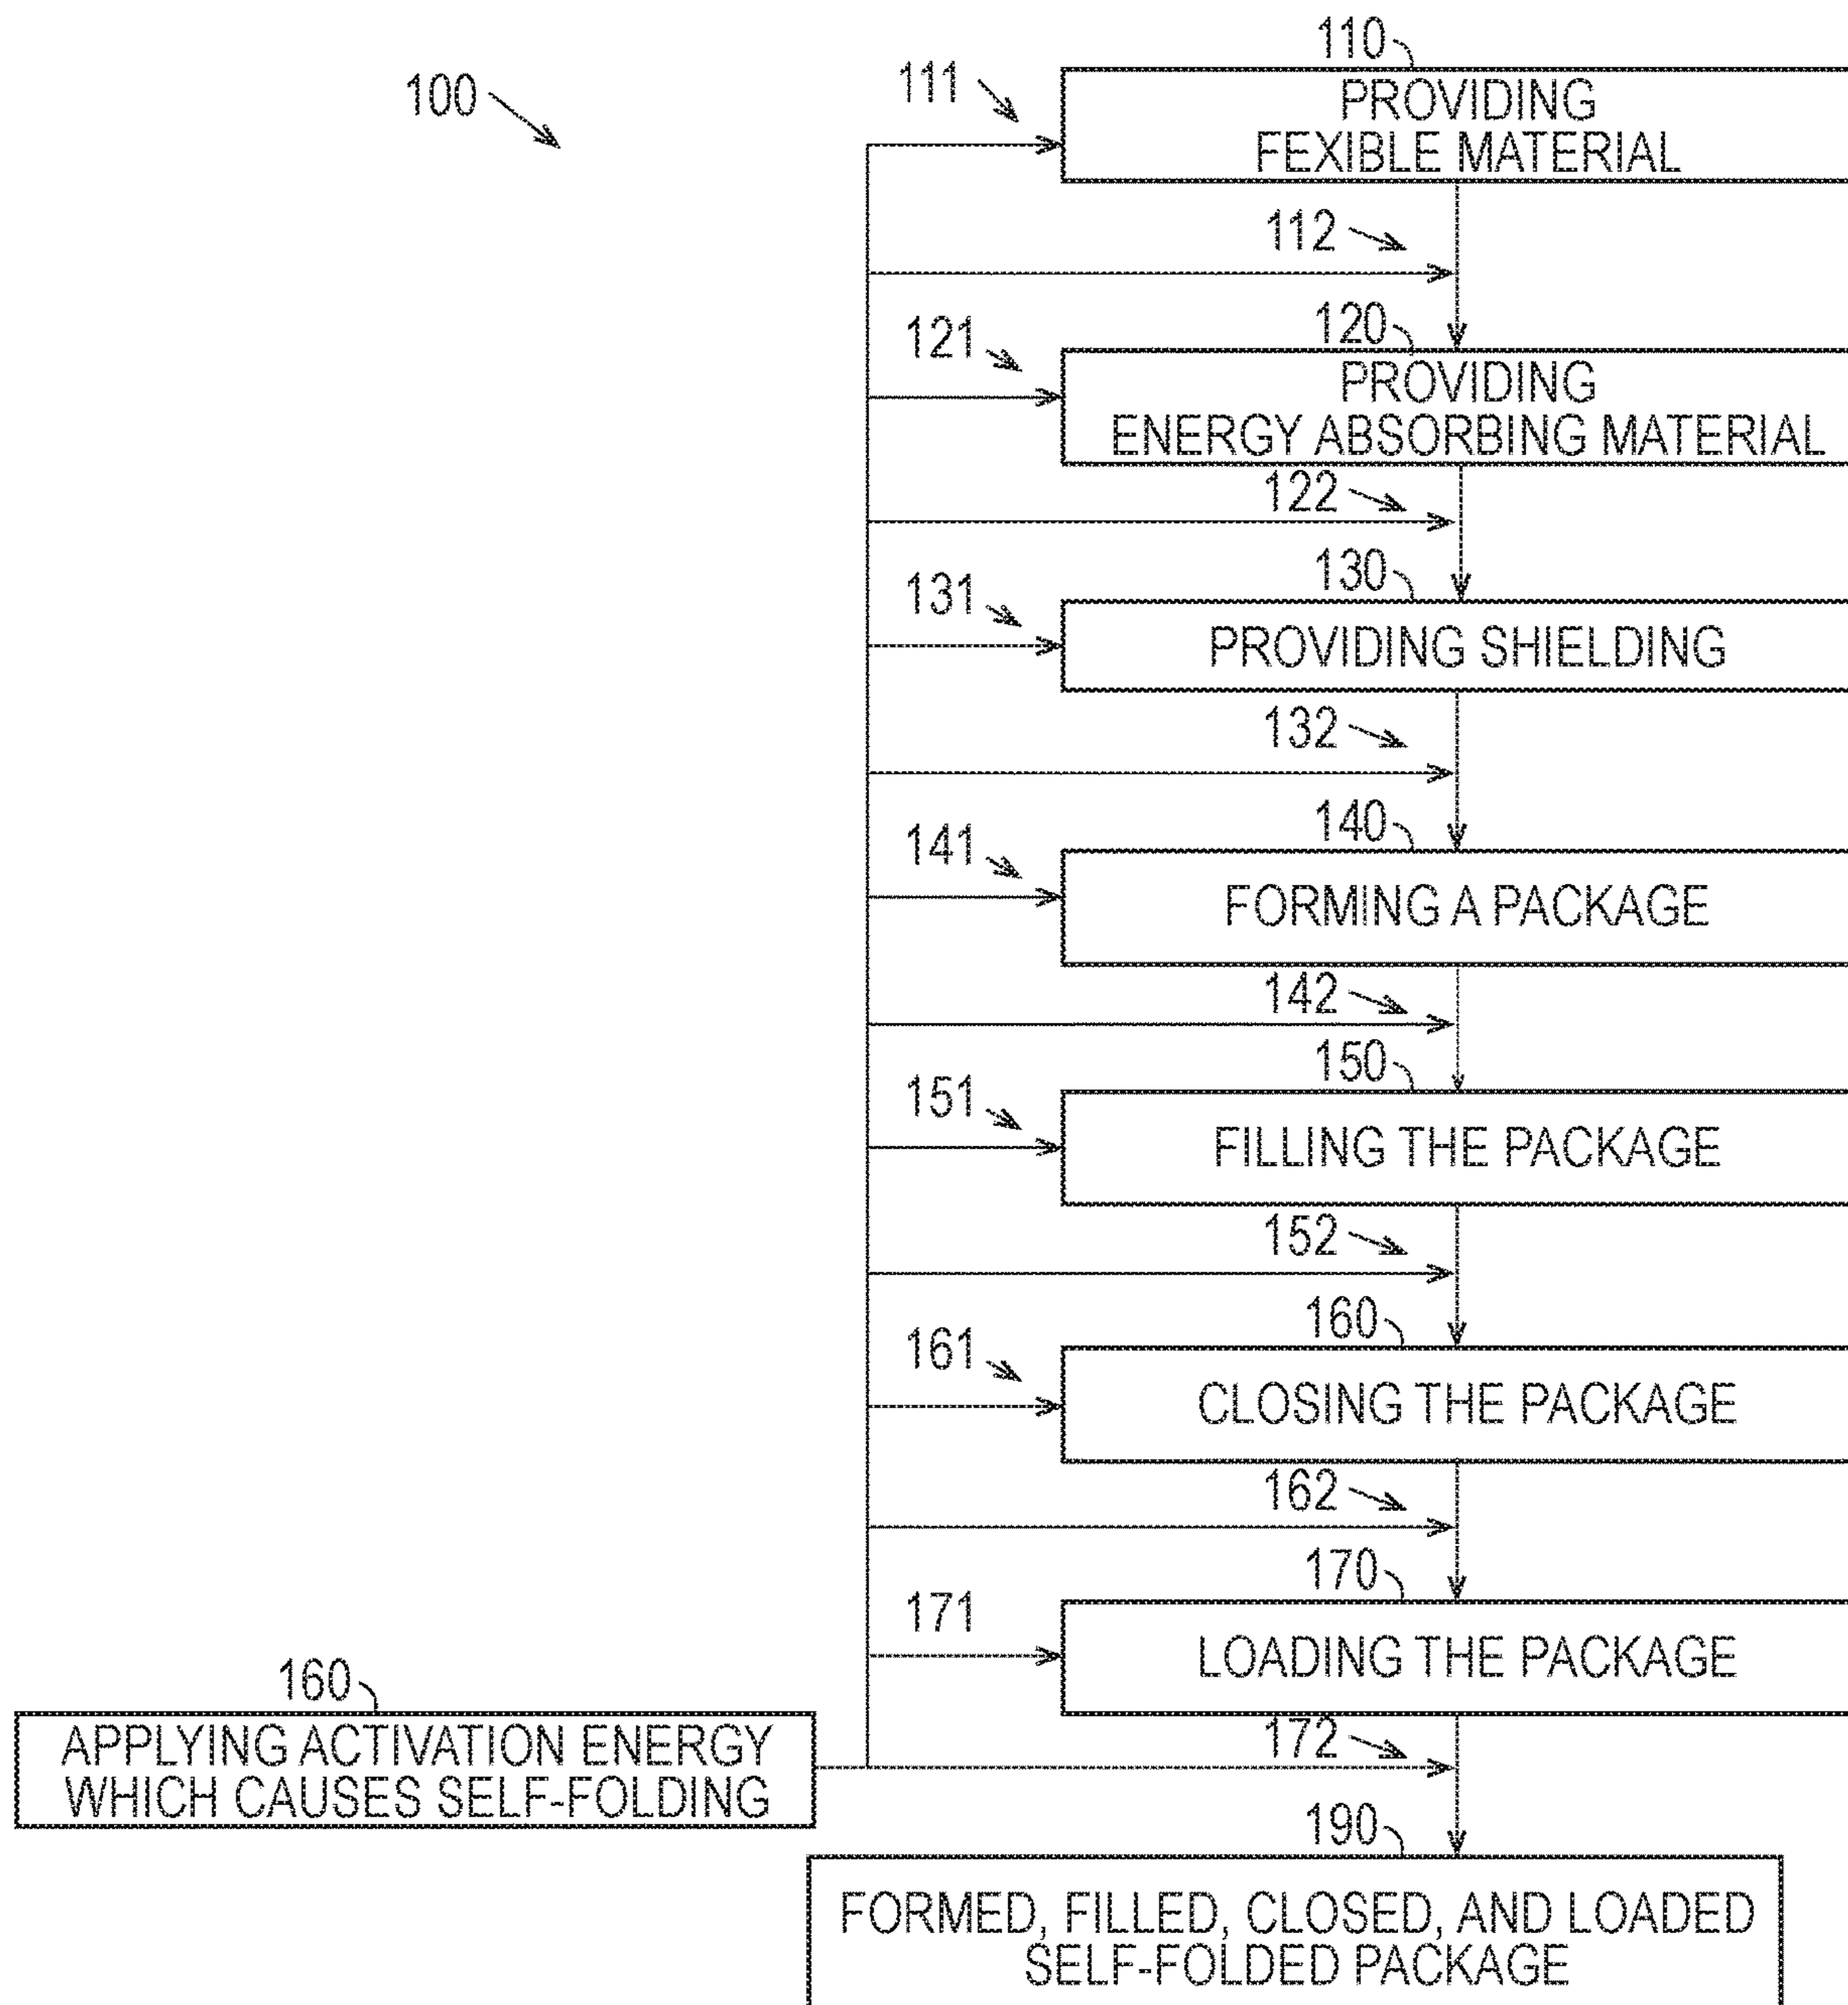 110
100
111
PROVIDING
FEXIBLE MATERIAL
112
120
121
PROVIDING
ENERGY ABSORBING MATERIAL
122
130
131
PROVIDING SHIELDING
132
140
141
FORMING A PACKAGE
142
150
151
FILLING THE PACKAGE
152
160
161
CLOSING THE PACKAGE
162
170
171
LOADING THE PACKAGE
160
APPLYING ACTIVATION ENERGY
WHICH CAUSES SELF-FOLDING
172
190
FORMED, FILLED, CLOSED, AND LOADED
SELF-FOLDED PACKAGE